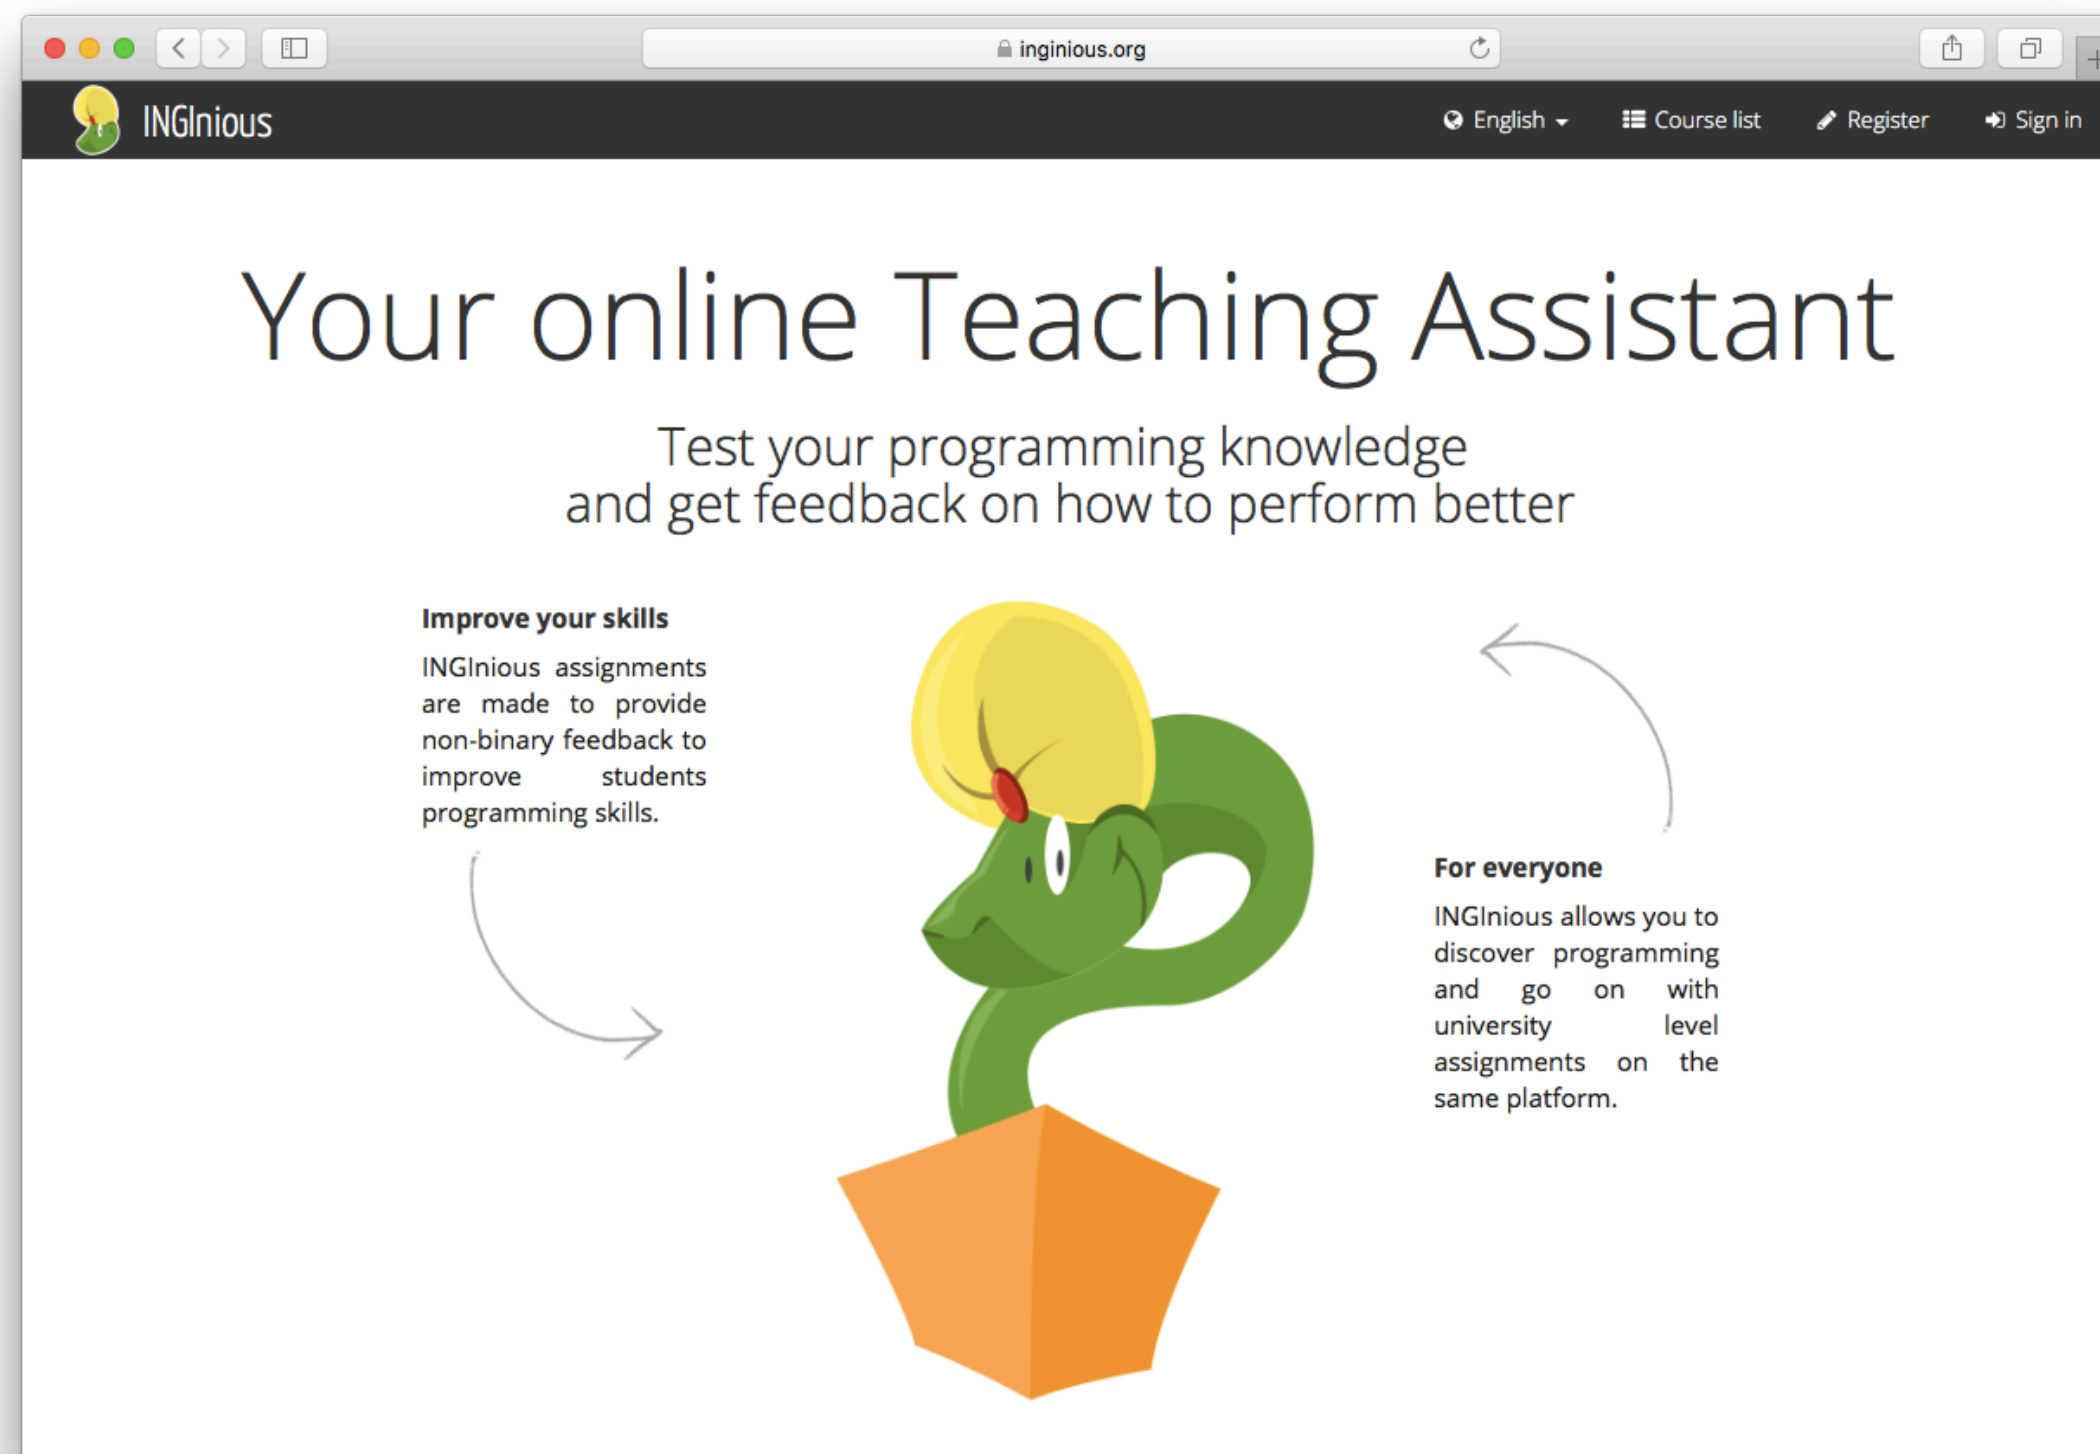 inginious.org
INGInious
English
Course list
Register
Sign in
Your online Teaching Assistant
Test your programming knowledge
and get feedback on how to perform better
Improve your skills
INGInious assignments
are made to provide
non-binary feedback to
improve students
programming skills.
For everyone
INGInious allows you to
discover programming
and go on with
university level
assignments on the
same platform.